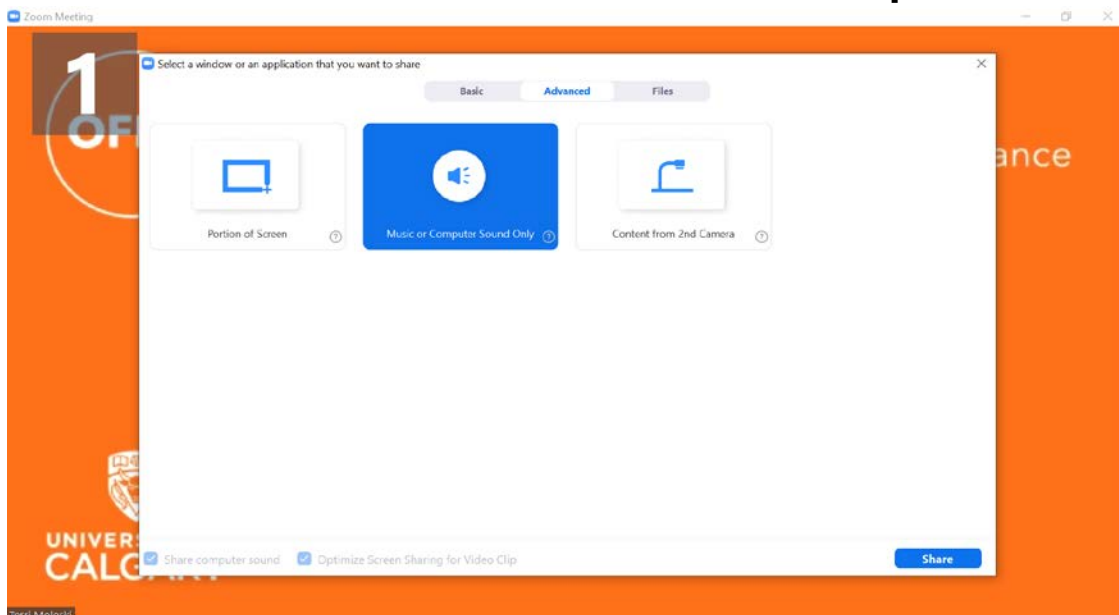 Zoom Meeting
1
Select a window or an application that you want to share
Basic Advanced Files
OF
ance
Portion of Screen
Music or Computer Sound Only
Content from 2nd Camera
UNIVERS
CALG
Share computer sound Optimize Screen Sharing for Video Clip
Share